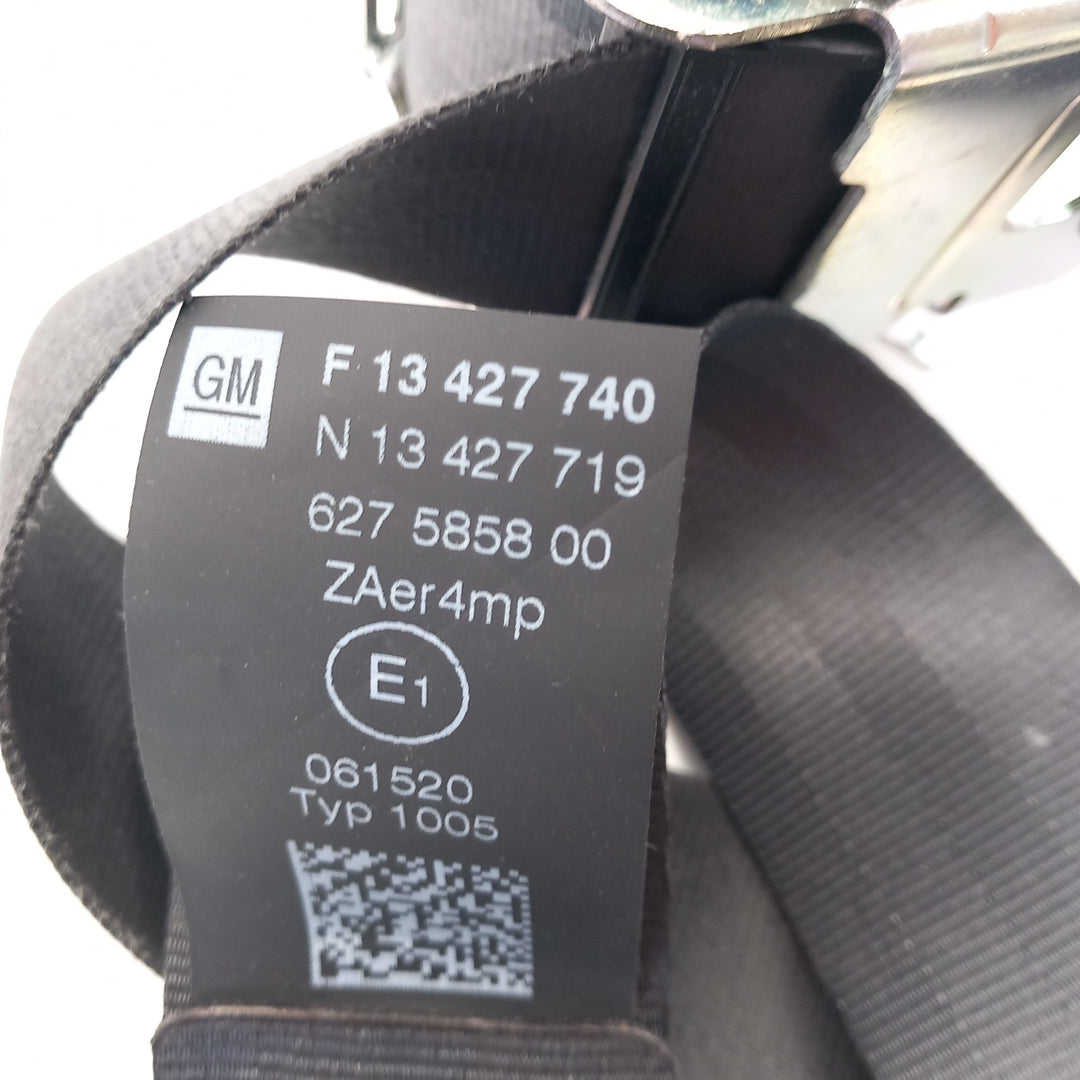 GM
F 13 427 740
N 13 427 719
627 5858 00
ZAer4mp
E1
061520
Typ 1005